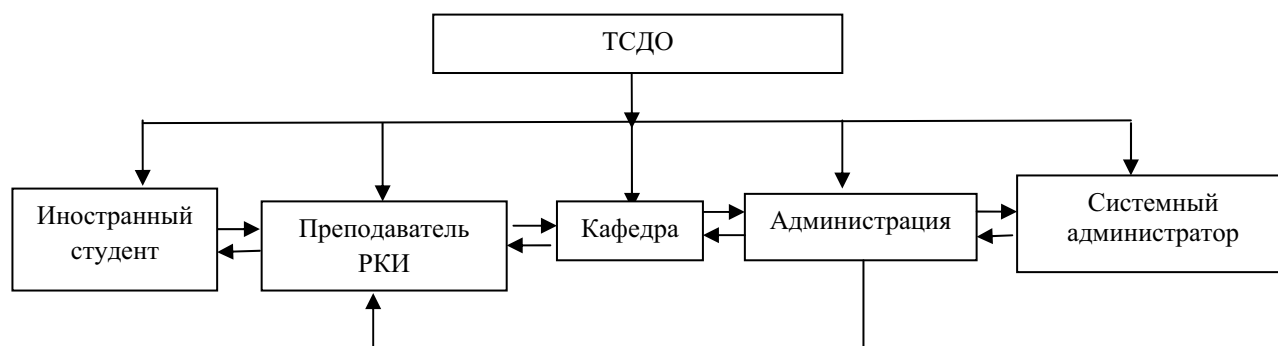 ТСДО
Иностранный
студент
Преподаватель
РКИ
Кафедра
Администрация
Системный
администратор